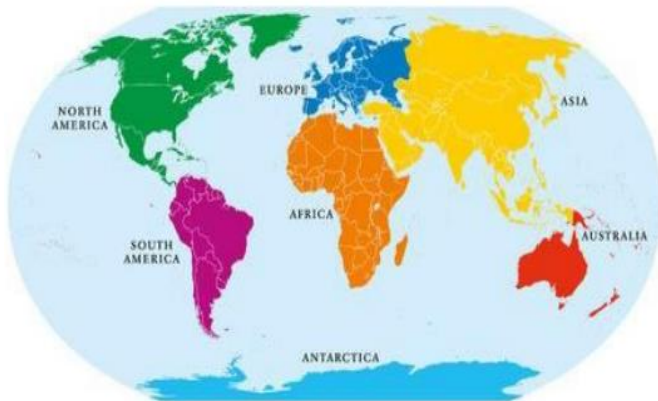 NORTH
AMERICA
EUROPE
ASIA
AFRICA
SOUTH
AMERICA
AUSTRALIA
ANTARCTICA